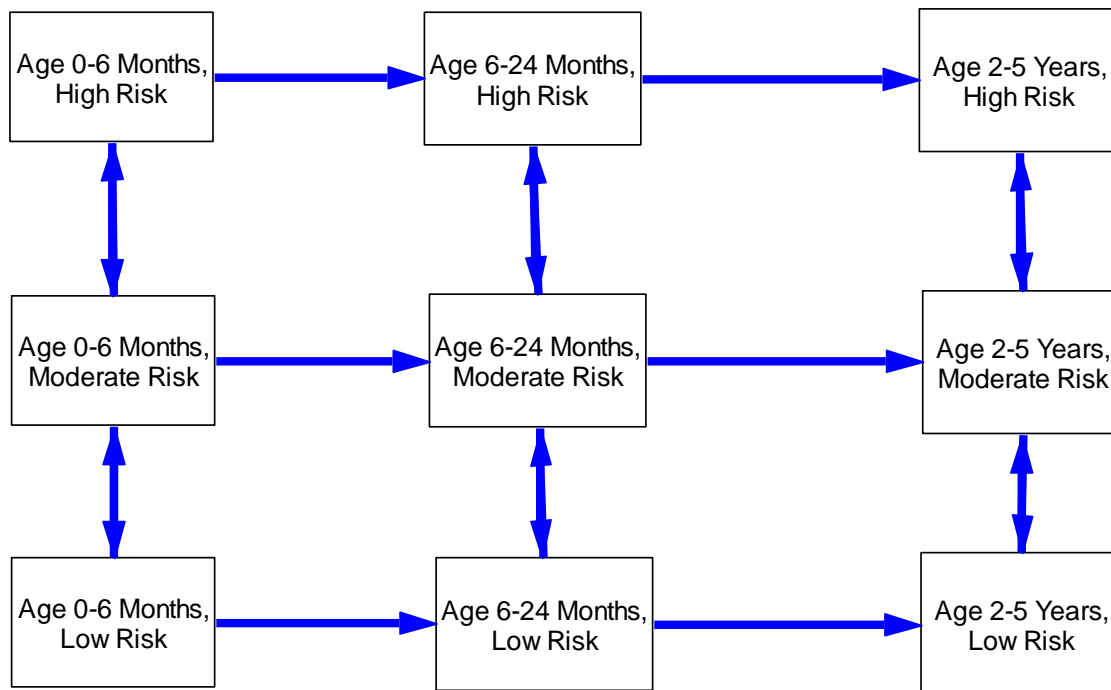 Age 0-6 Months,
High Risk
Age 6-24 Months,
High Risk
Age 2-5 Years,
High Risk
Age 0-6 Months,
Moderate Risk
Age 6-24 Months,
Moderate Risk
Age 2-5 Years,
Moderate Risk
Age 0-6 Months,
Low Risk
Age 6-24 Months,
Low Risk
Age 2-5 Years,
Low Risk